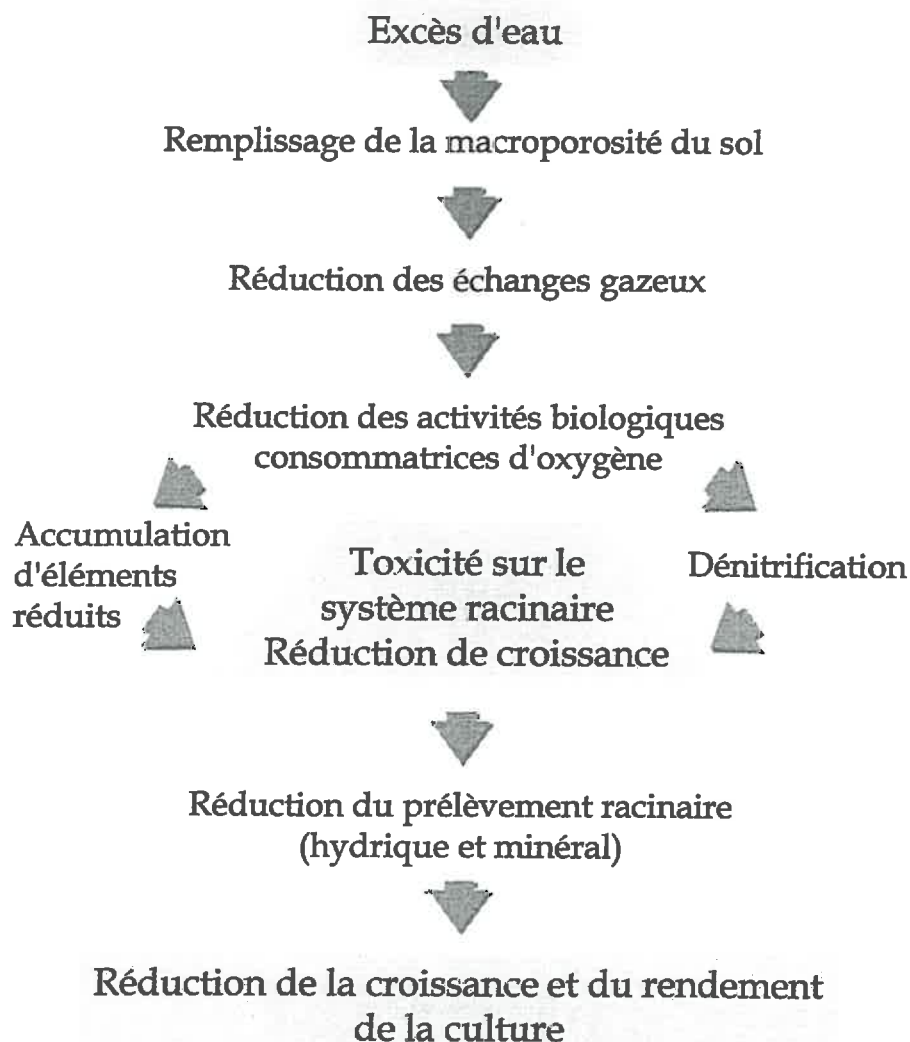 Excès d'eau
Remplissage de la macroporosité du sol
Réduction des échanges gazeux
Réduction des activités biologiques
consommatrices d'oxygène
Accumulation
d'éléments
réduits
Toxicité sur le
système racinaire
Réduction de croissance
Dénitrification
Réduction du prélèvement racinaire
(hydrique et minéral)
Réduction de la croissance et du rendement
de la culture